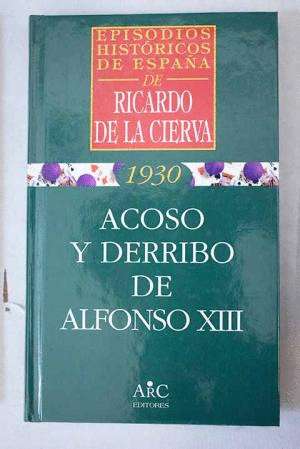 EPISODIOS
HISTÓRICOS
DE ESPAÑA
DE
RICARDO
DE LA CIERVA
1930
ACOSO
Y DERRIBO
DE
ALFONSO XIII
ARC
EDITORES